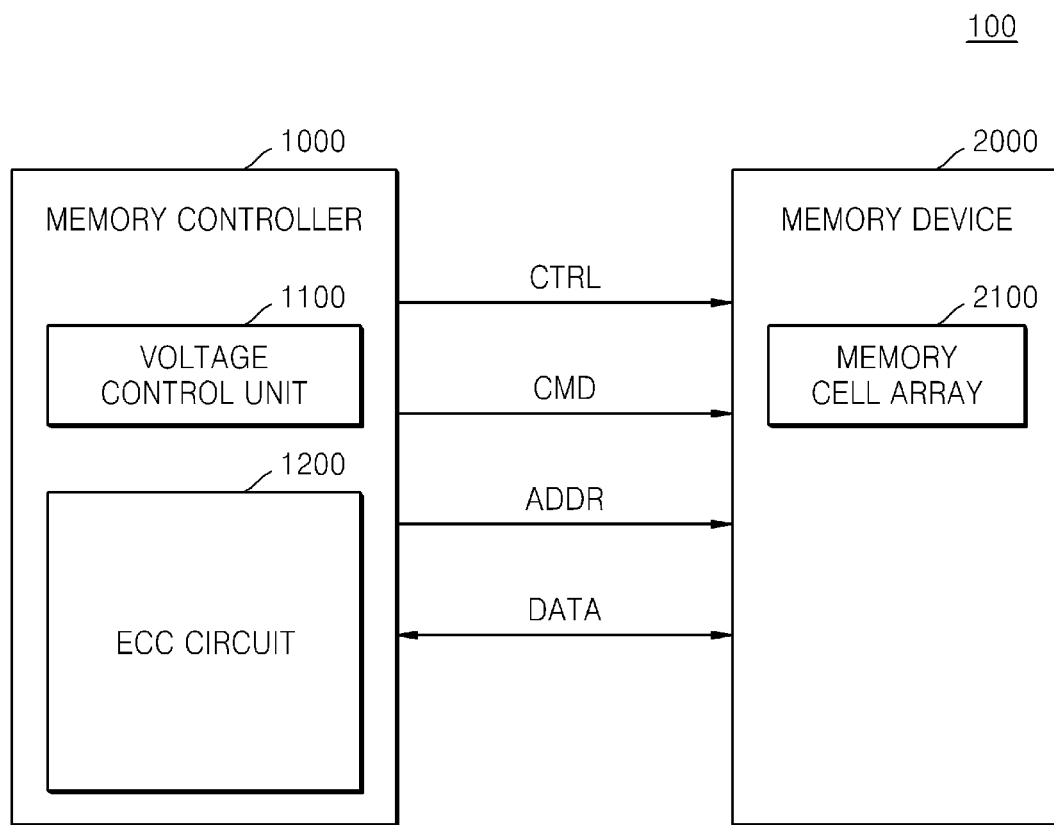 100
1000
2000
MEMORY CONTROLLER
MEMORY DEVICE
1100
VOLTAGE
CONTROL UNIT
1200
ECC CIRCUIT
CTRL
CMD
ADDR
DATA
2100
MEMORY
CELL ARRAY